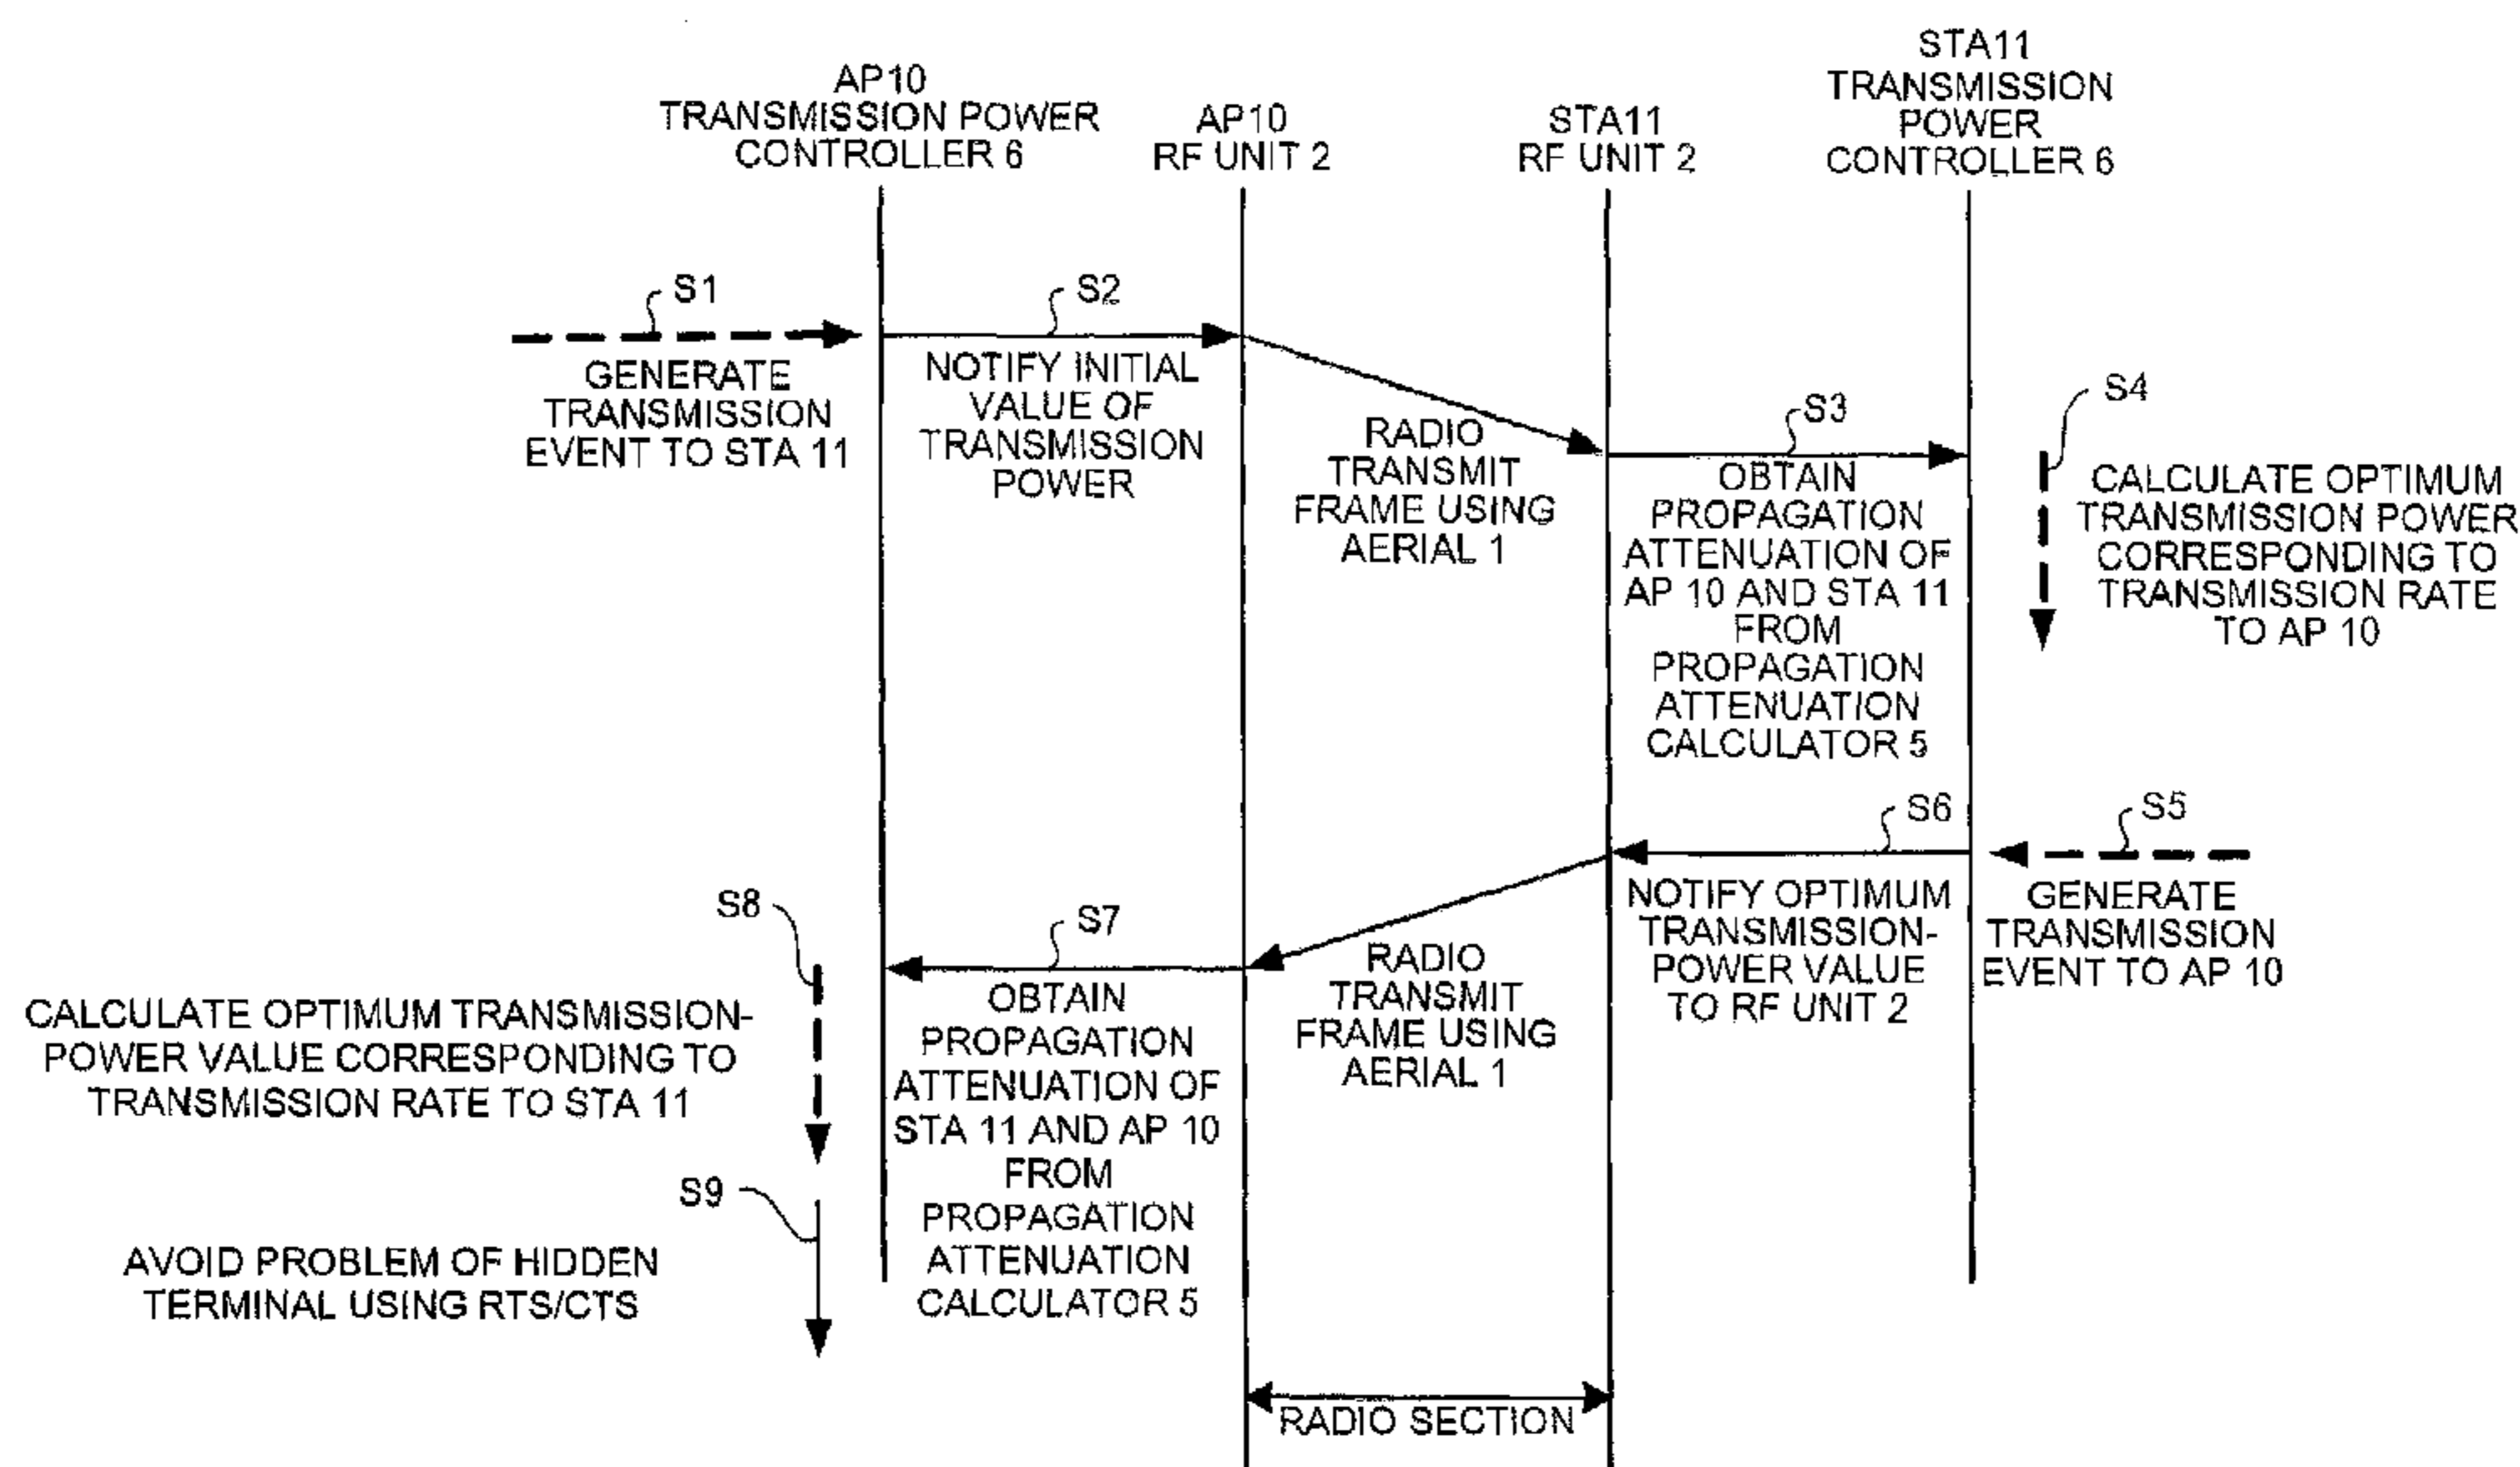 AP10
TRANSMISSION POWER
CONTROLLER 6
AP10
RF UNIT 2
STA11
RF UNIT 2
STA11
TRANSMISSION
POWER
CONTROLLER 6
S1
GENERATE
TRANSMISSION
EVENT TO STA 11
S2
NOTIFY INITIAL
VALUE OF
TRANSMISSION
POWER
RADIO
TRANSMIT
FRAME USING
AERIAL 1
S3
OBTAIN
PROPAGATION
ATTENUATION OF
AP 10 AND STA 11
FROM
PROPAGATION
ATTENUATION
CALCULATOR 5
S4
CALCULATE OPTIMUM
TRANSMISSION POWER
CORRESPONDING TO
TRANSMISSION RATE
TO AP 10
S5
GENERATE
TRANSMISSION
EVENT TO AP 10
S6
NOTIFY OPTIMUM
TRANSMISSION-
POWER VALUE
TO RF UNIT 2
RADIO
TRANSMIT
FRAME USING
AERIAL 1
S7
OBTAIN
PROPAGATION
ATTENUATION OF
STA 11 AND AP 10
FROM
PROPAGATION
ATTENUATION
CALCULATOR 5
S8
CALCULATE OPTIMUM TRANSMISSION-
POWER VALUE CORRESPONDING TO
TRANSMISSION RATE TO STA 11
S9
AVOID PROBLEM OF HIDDEN
TERMINAL USING RTS/CTS
RADIO SECTION